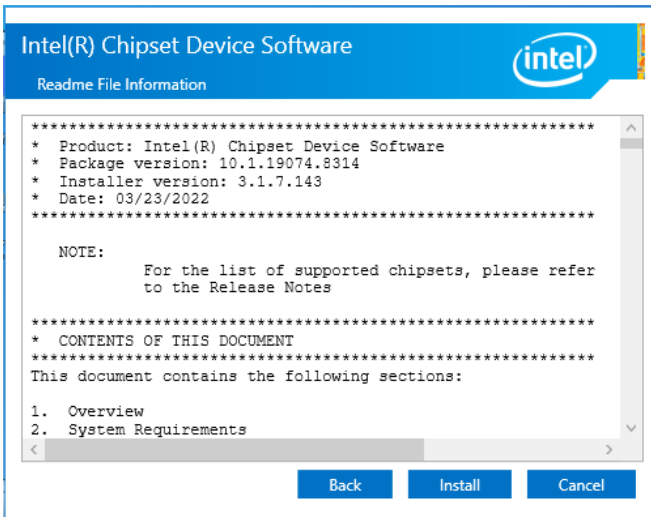 Intel(R) Chipset Device Software
intel
Readme File Information
************************************************************
*   Product: Intel(R) Chipset Device Software
*   Package version: 10.1.19074.8314
*   Installer version: 3.1.7.143
*   Date: 03/23/2022
************************************************************
NOTE:
For the list of supported chipsets, please refer
to the Release Notes
************************************************************
*   CONTENTS OF THIS DOCUMENT
************************************************************
This document contains the following sections:
1.  Overview
2.  System Requirements
Back Install Cancel